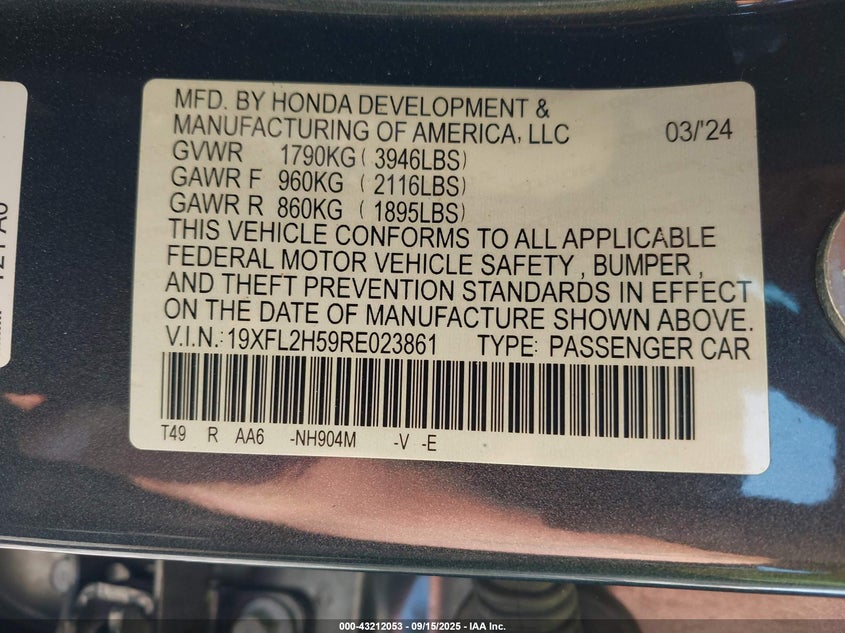 MFD. BY HONDA DEVELOPMENT &
MANUFACTURING OF AMERICA, LLC 03/'24
GVWR 1790KG ( 3946LBS)
GAWR F 960KG ( 2116LBS)
GAWR R 860KG ( 1895LBS)
THIS VEHICLE CONFORMS TO ALL APPLICABLE
FEDERAL MOTOR VEHICLE SAFETY , BUMPER ,
AND THEFT PREVENTION STANDARDS IN EFFECT
ON THE DATE OF MANUFACTURE SHOWN ABOVE.
V.I.N.: 19XFL2H59RE023861 TYPE: PASSENGER CAR
T49 R AA6 -NH904M -V -E
000-43212053 - 09/15/2025 - IAA Inc.